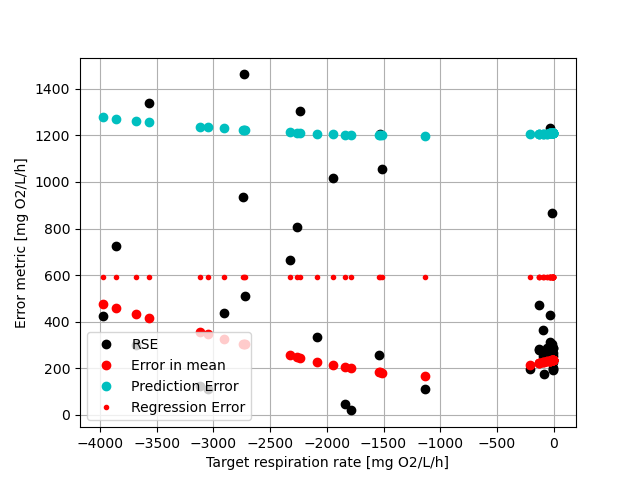 1400
1200
1000
800
600
400
200
0
Error metric [mg O2/L/h]
RSE
Error in mean
Prediction Error
Regression Error
−4000 −3500 −3000 −2500 −2000 −1500 −1000 −500 0
Target respiration rate [mg O2/L/h]